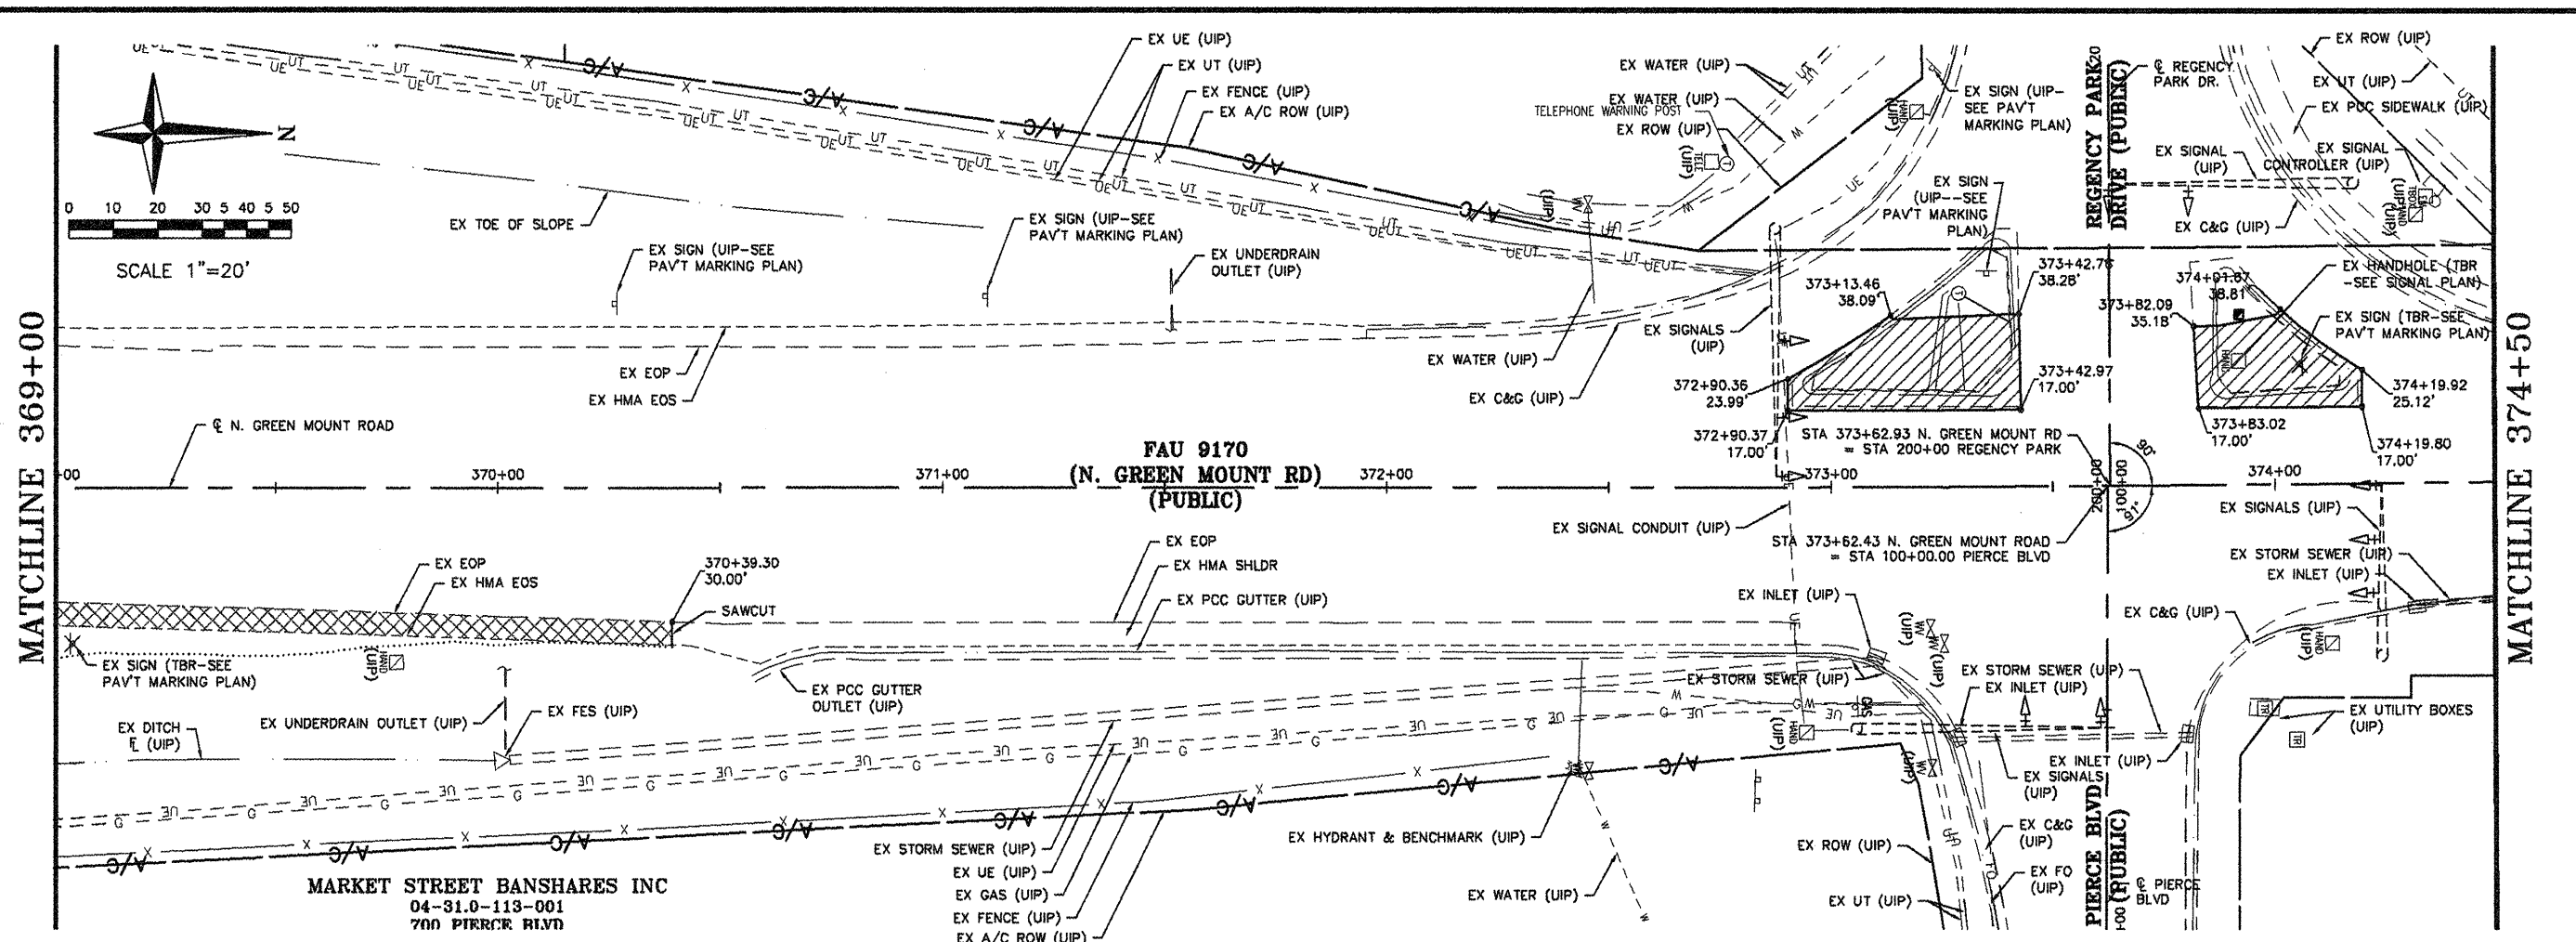 MATCHLINE 369+00
MATCHLINE 374+50
N
0 10 20 30 5 40 5 50
SCALE 1"=20'
EX UE (UIP)
EX UT (UIP)
EX FENCE (UIP)
EX A/C ROW (UIP)
EX TOE OF SLOPE
EX SIGN (UIP-SEE
PAV'T MARKING PLAN)
EX SIGN (UIP-SEE
PAV'T MARKING PLAN)
EX UNDERDRAIN
OUTLET (UIP)
EX EOP
EX HMA EOS
℄ N. GREEN MOUNT ROAD
EX WATER (UIP)
EX WATER (UIP)
TELEPHONE WARNING POST
EX ROW (UIP)
EX SIGN (UIP-
SEE PAV'T
MARKING PLAN)
EX SIGN
(UIP--SEE
PAV'T MARKING
PLAN)
REGENCY PARK
DRIVE (PUBLIC)
℄ REGENCY
PARK DR.
EX ROW (UIP)
EX UT (UIP)
EX PCC SIDEWALK (UIP)
EX SIGNAL
(UIP)
EX SIGNAL
CONTROLLER (UIP)
EX C&G (UIP)
EX HANDHOLE (TBR
-SEE SIGNAL PLAN)
EX SIGN (TBR-SEE
PAV'T MARKING PLAN)
373+13.46
38.09'
373+42.76
38.28'
374+01.87
38.81'
373+82.09
35.18'
EX SIGNALS
(UIP)
EX WATER (UIP)
EX C&G (UIP)
372+90.36
23.99'
372+90.37
17.00'
373+42.97
17.00'
373+83.02
17.00'
374+19.92
25.12'
374+19.80
17.00'
STA 373+62.93 N. GREEN MOUNT RD
= STA 200+00 REGENCY PARK
FAU 9170
(N. GREEN MOUNT RD)
(PUBLIC)
+00
370+00
371+00
372+00
373+00
374+00
200+00
100+00
90°
91°
EX SIGNAL CONDUIT (UIP)
STA 373+62.43 N. GREEN MOUNT ROAD
= STA 100+00.00 PIERCE BLVD
EX SIGNALS (UIP)
EX STORM SEWER (UIP)
EX INLET (UIP)
EX C&G (UIP)
EX EOP
EX HMA EOS
370+39.30
30.00'
SAWCUT
EX EOP
EX HMA SHLDR
EX PCC GUTTER (UIP)
EX INLET (UIP)
EX SIGN (TBR-SEE
PAV'T MARKING PLAN)
HAND
(UIP)
EX PCC GUTTER
OUTLET (UIP)
EX STORM SEWER (UIP)
EX STORM SEWER (UIP)
EX INLET (UIP)
EX DITCH
℄ (UIP)
EX UNDERDRAIN OUTLET (UIP)
EX FES (UIP)
GAS
HAND
(UIP)
EX UTILITY BOXES
(UIP)
EX INLET (UIP)
EX SIGNALS
(UIP)
EX STORM SEWER (UIP)
EX UE (UIP)
EX GAS (UIP)
EX FENCE (UIP)
EX A/C ROW (UIP)
EX HYDRANT & BENCHMARK (UIP)
EX WATER (UIP)
EX ROW (UIP)
EX UT (UIP)
EX C&G
(UIP)
EX FO
(UIP)
PIERCE BLVD
(PUBLIC)
℄ PIERCE
BLVD
MARKET STREET BANSHARES INC
04-31.0-113-001
700 PIERCE BLVD